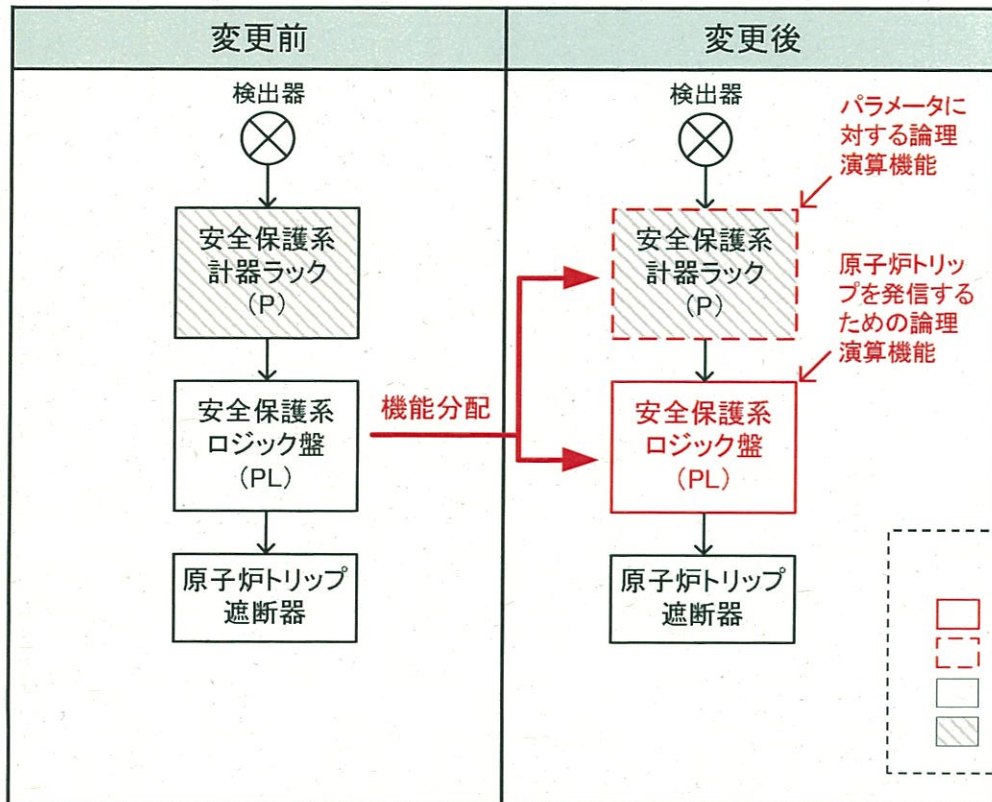 変更前
変更後
検出器
安全保護系
計器ラック
(P)
安全保護系
ロジック盤
(PL)
原子炉トリップ
遮断器
機能分配
検出器
安全保護系
計器ラック
(P)
安全保護系
ロジック盤
(PL)
原子炉トリップ
遮断器
パラメータに
対する論理
演算機能
原子炉トリッ
プを発信する
ための論理
演算機能